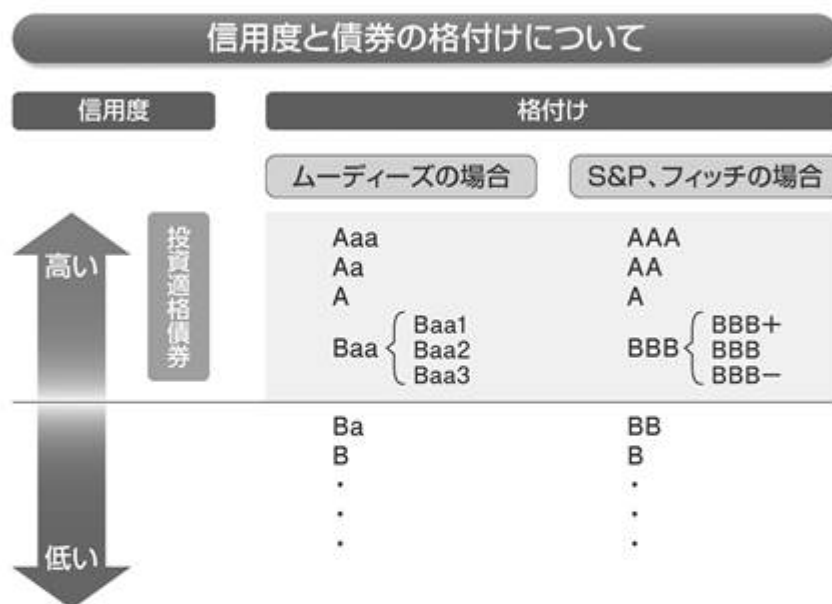 信用度と債券の格付けについて
信用度
格付け
ムーディーズの場合
S&P、フィッチの場合
高い
投資適格債券
Aaa
AAA
Aa
AA
A
A
Baa
Baa1
Baa2
Baa3
BBB
BBB+
BBB
BBB−
Ba
BB
B
B
・
・
・
・
・
・
低い